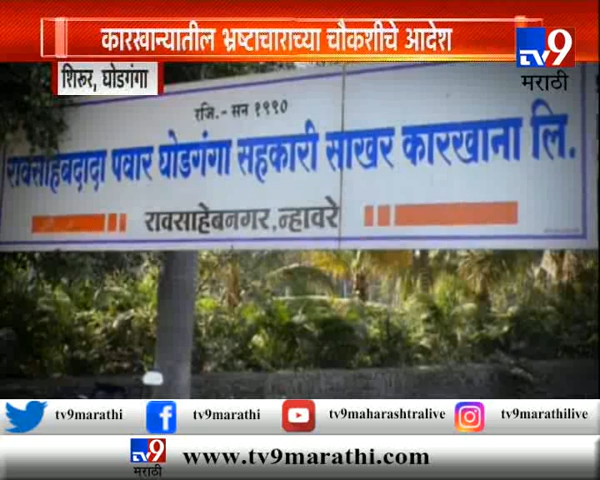 कारखान्यातील भ्रष्टाचाराच्या चौकशीचे आदेश
TV9
मराठी
शिरूर, घोडगंगा
रजि.- सन १९९०
रावसाहेबदादा पवार घोडगंगा सहकारी साखर कारखाना लि.
रावसाहेबनगर, न्हावरे
tv9marathi
tv9marathi
tv9maharashtralive
tv9marathilive
TV9
मराठी
www.tv9marathi.com